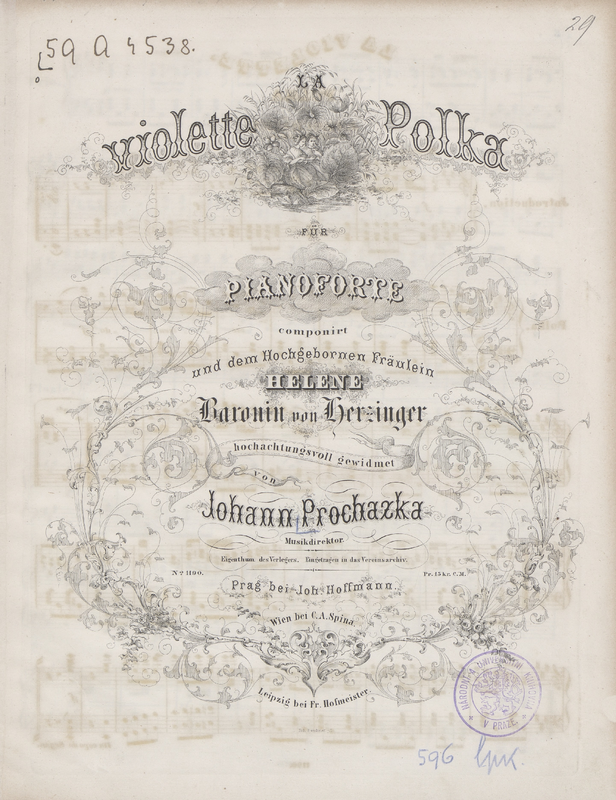 59 A 4538.
29
LA
violette Polka
FÜR
PIANOFORTE
componirt
und dem Hochgebornen Fräulein
HELENE
Baronin von Herzinger
hochachtungsvoll gewidmet
von
Johann Prochazka
Musikdirektor.
Eigenthum des Verlegers. Eingetragen in das Vereinsarchiv.
No. 1190.
Pr. 15 kr. C.M.
Prag bei Joh. Hoffmann.
Wien bei C.A. Spina.
Leipzig bei Fr. Hofmeister.
V PRAZE
596